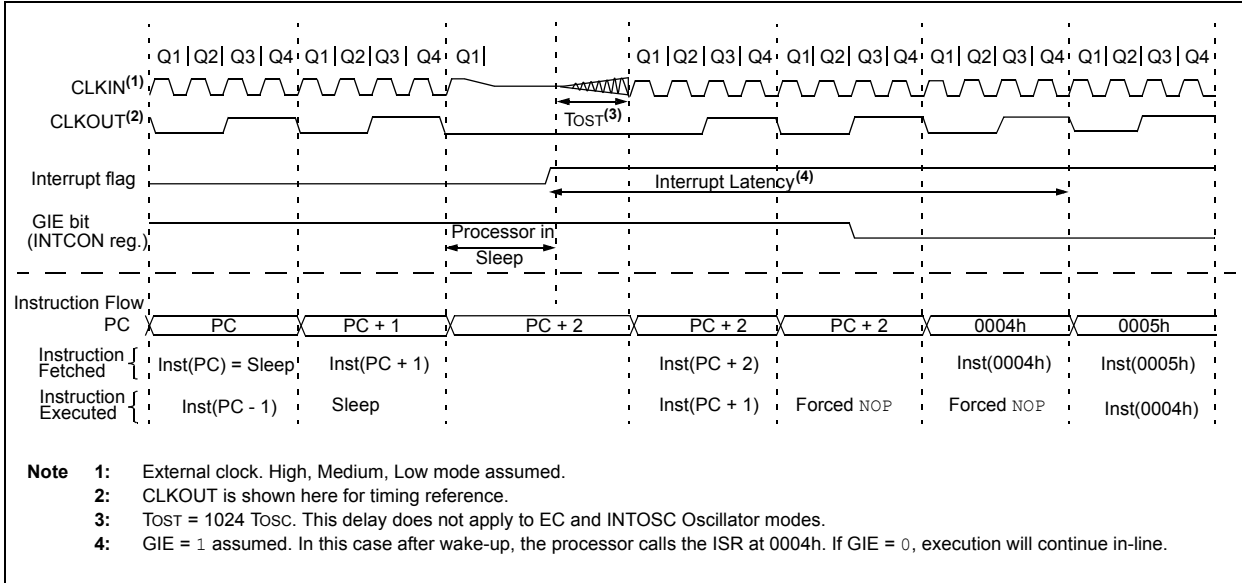 Q1 Q2 Q3 Q4 Q1 Q2 Q3 Q4 Q1 Q1 Q2 Q3 Q4 Q1 Q2 Q3 Q4 Q1 Q2 Q3 Q4 Q1 Q2 Q3 Q4
CLKIN(1)
TOST(3)
CLKOUT(2)
Interrupt flag
Interrupt Latency(4)
GIE bit
(INTCON reg.)
Processor in
Sleep
Instruction Flow
PC PC PC + 1 PC + 2 PC + 2 PC + 2 0004h 0005h
Instruction
Fetched
Inst(PC) = Sleep Inst(PC + 1) Inst(PC + 2) Inst(0004h) Inst(0005h)
Instruction
Executed
Inst(PC - 1) Sleep Inst(PC + 1) Forced NOP Forced NOP Inst(0004h)
Note 1: External clock. High, Medium, Low mode assumed.
2: CLKOUT is shown here for timing reference.
3: TOST = 1024 TOSC. This delay does not apply to EC and INTOSC Oscillator modes.
4: GIE = 1 assumed. In this case after wake-up, the processor calls the ISR at 0004h. If GIE = 0, execution will continue in-line.